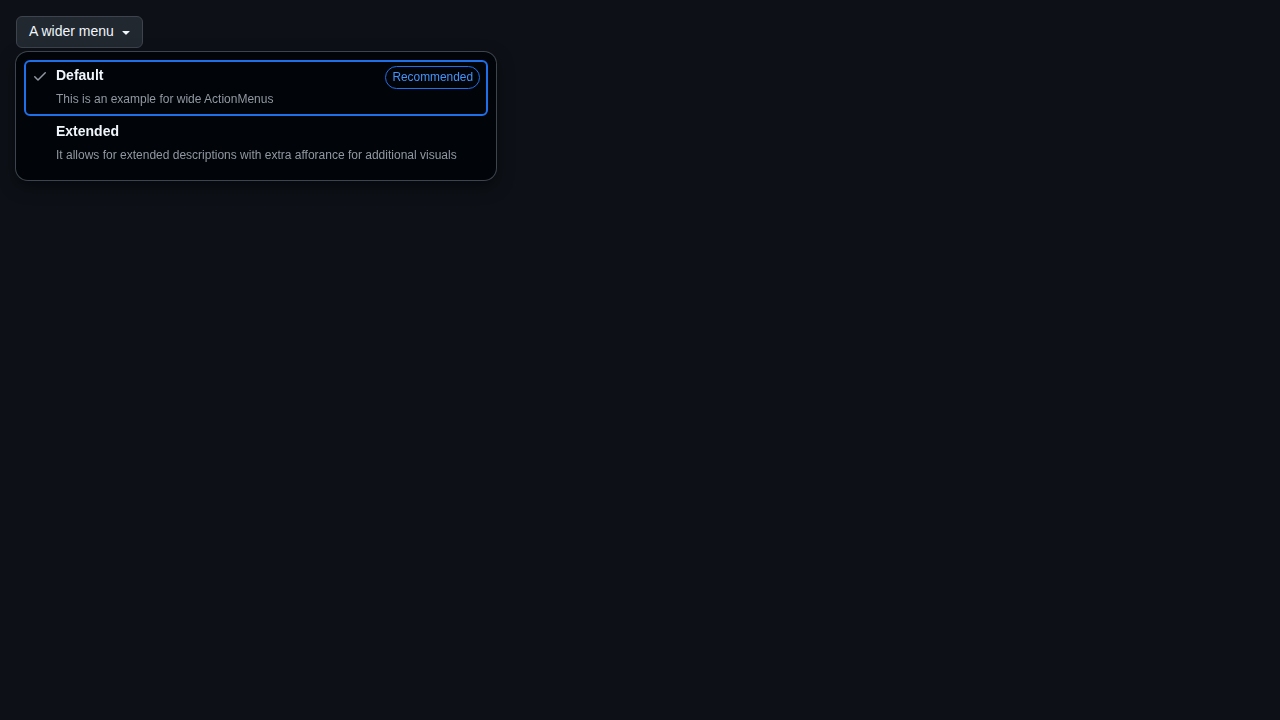 A wider menu
Default
Recommended
This is an example for wide ActionMenus
Extended
It allows for extended descriptions with extra afforance for additional visuals